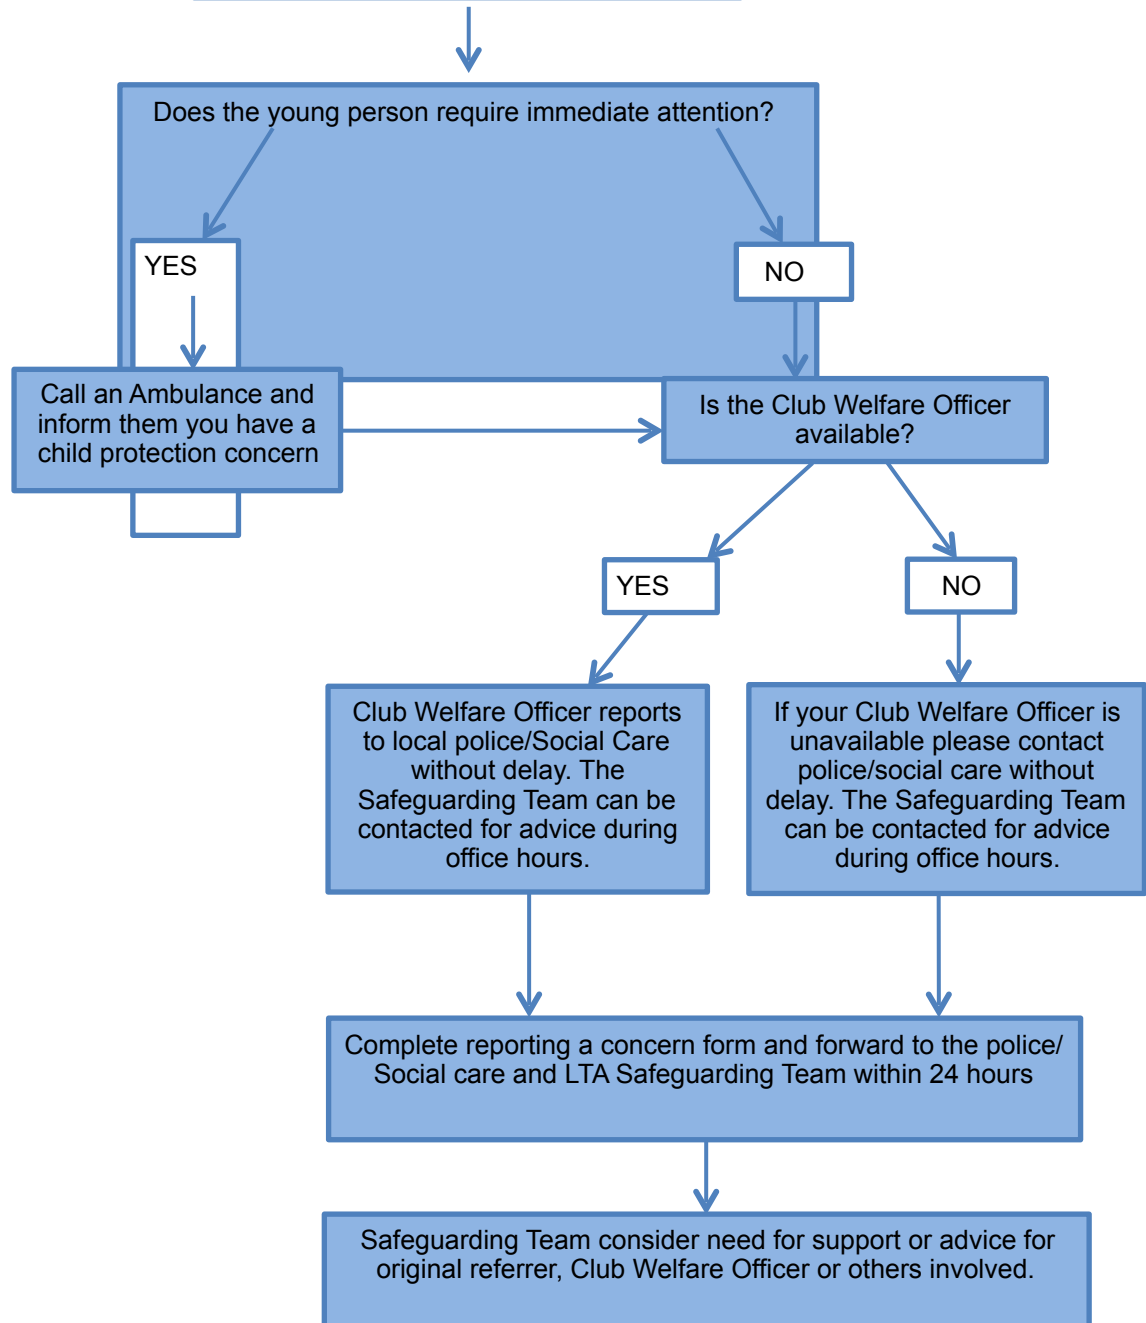 Does the young person require immediate attention?
YES
NO
Call an Ambulance and
inform them you have a
child protection concern
Is the Club Welfare Officer
available?
YES
NO
Club Welfare Officer reports
to local police/Social Care
without delay. The
Safeguarding Team can be
contacted for advice during
office hours.
If your Club Welfare Officer is
unavailable please contact
police/social care without
delay. The Safeguarding Team
can be contacted for advice
during office hours.
Complete reporting a concern form and forward to the police/
Social care and LTA Safeguarding Team within 24 hours
Safeguarding Team consider need for support or advice for
original referrer, Club Welfare Officer or others involved.